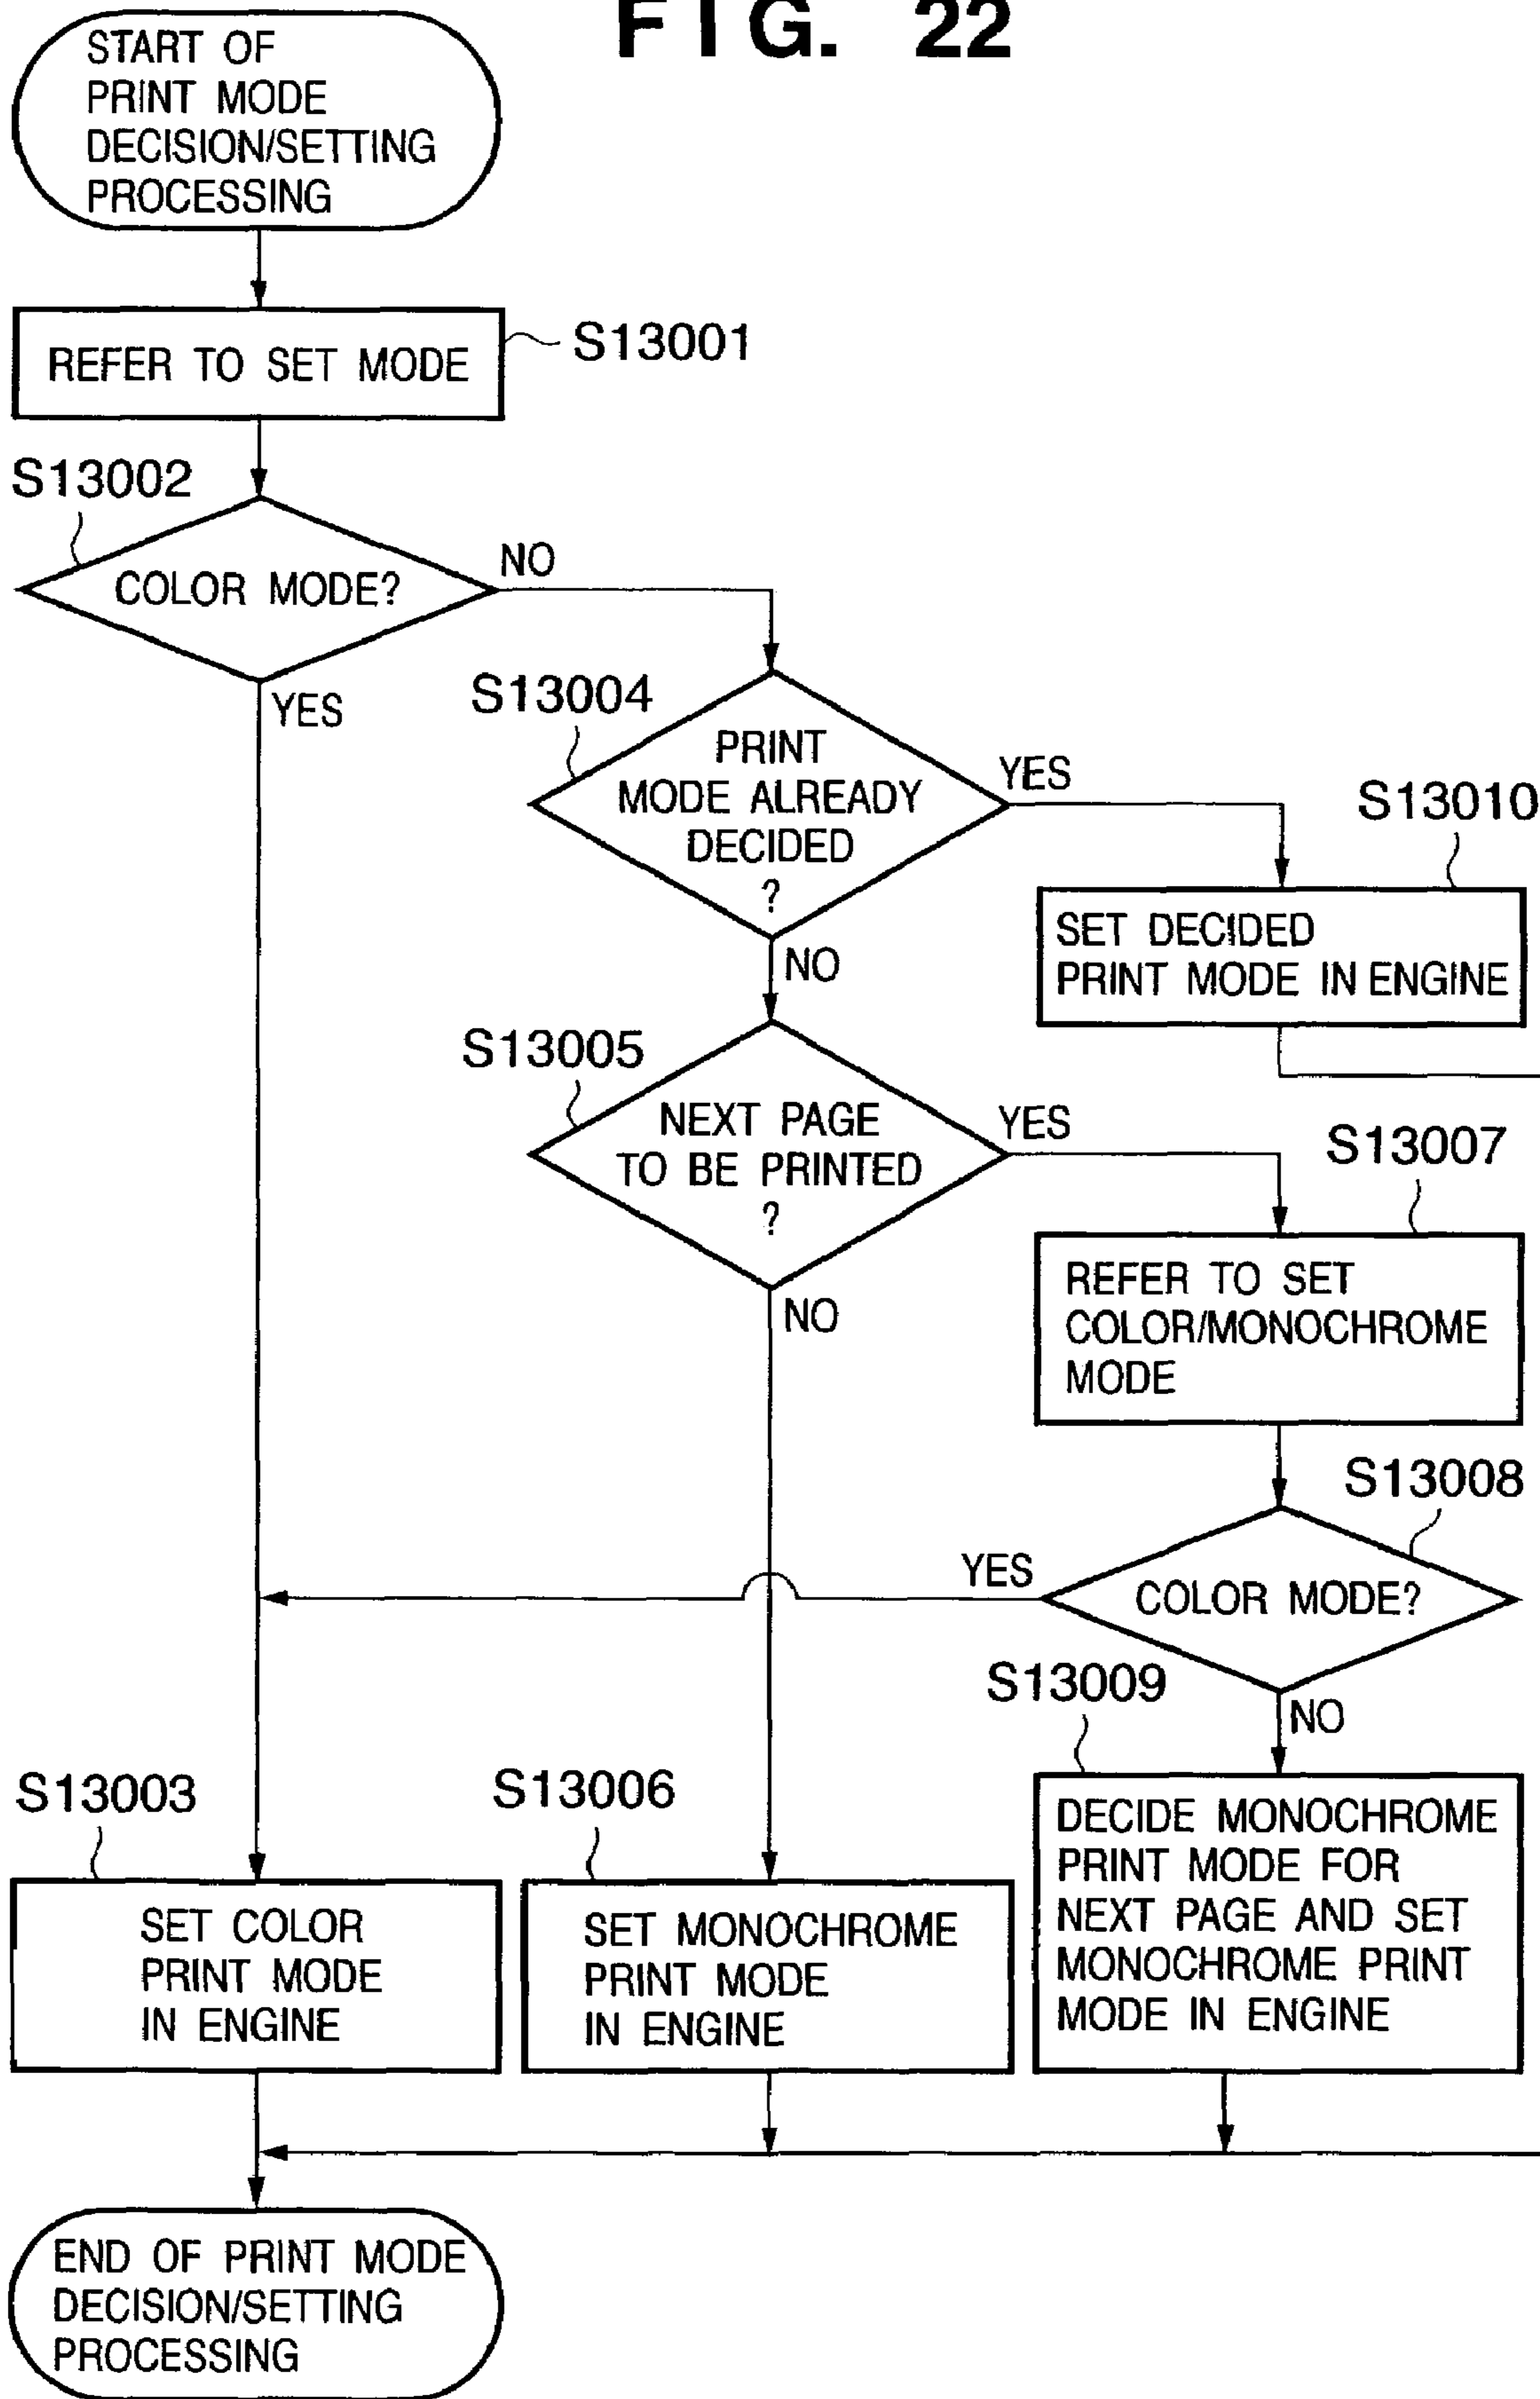 FIG. 22
START OF
PRINT MODE
DECISION/SETTING
PROCESSING
REFER TO SET MODE
S13001
S13002
COLOR MODE?
NO
YES
S13004
PRINT
MODE ALREADY
DECIDED
?
YES
NO
S13010
SET DECIDED
PRINT MODE IN ENGINE
S13005
NEXT PAGE
TO BE PRINTED
?
YES
NO
S13007
REFER TO SET
COLOR/MONOCHROME
MODE
S13008
COLOR MODE?
YES
NO
S13009
DECIDE MONOCHROME
PRINT MODE FOR
NEXT PAGE AND SET
MONOCHROME PRINT
MODE IN ENGINE
S13003
SET COLOR
PRINT MODE
IN ENGINE
S13006
SET MONOCHROME
PRINT MODE
IN ENGINE
END OF PRINT MODE
DECISION/SETTING
PROCESSING